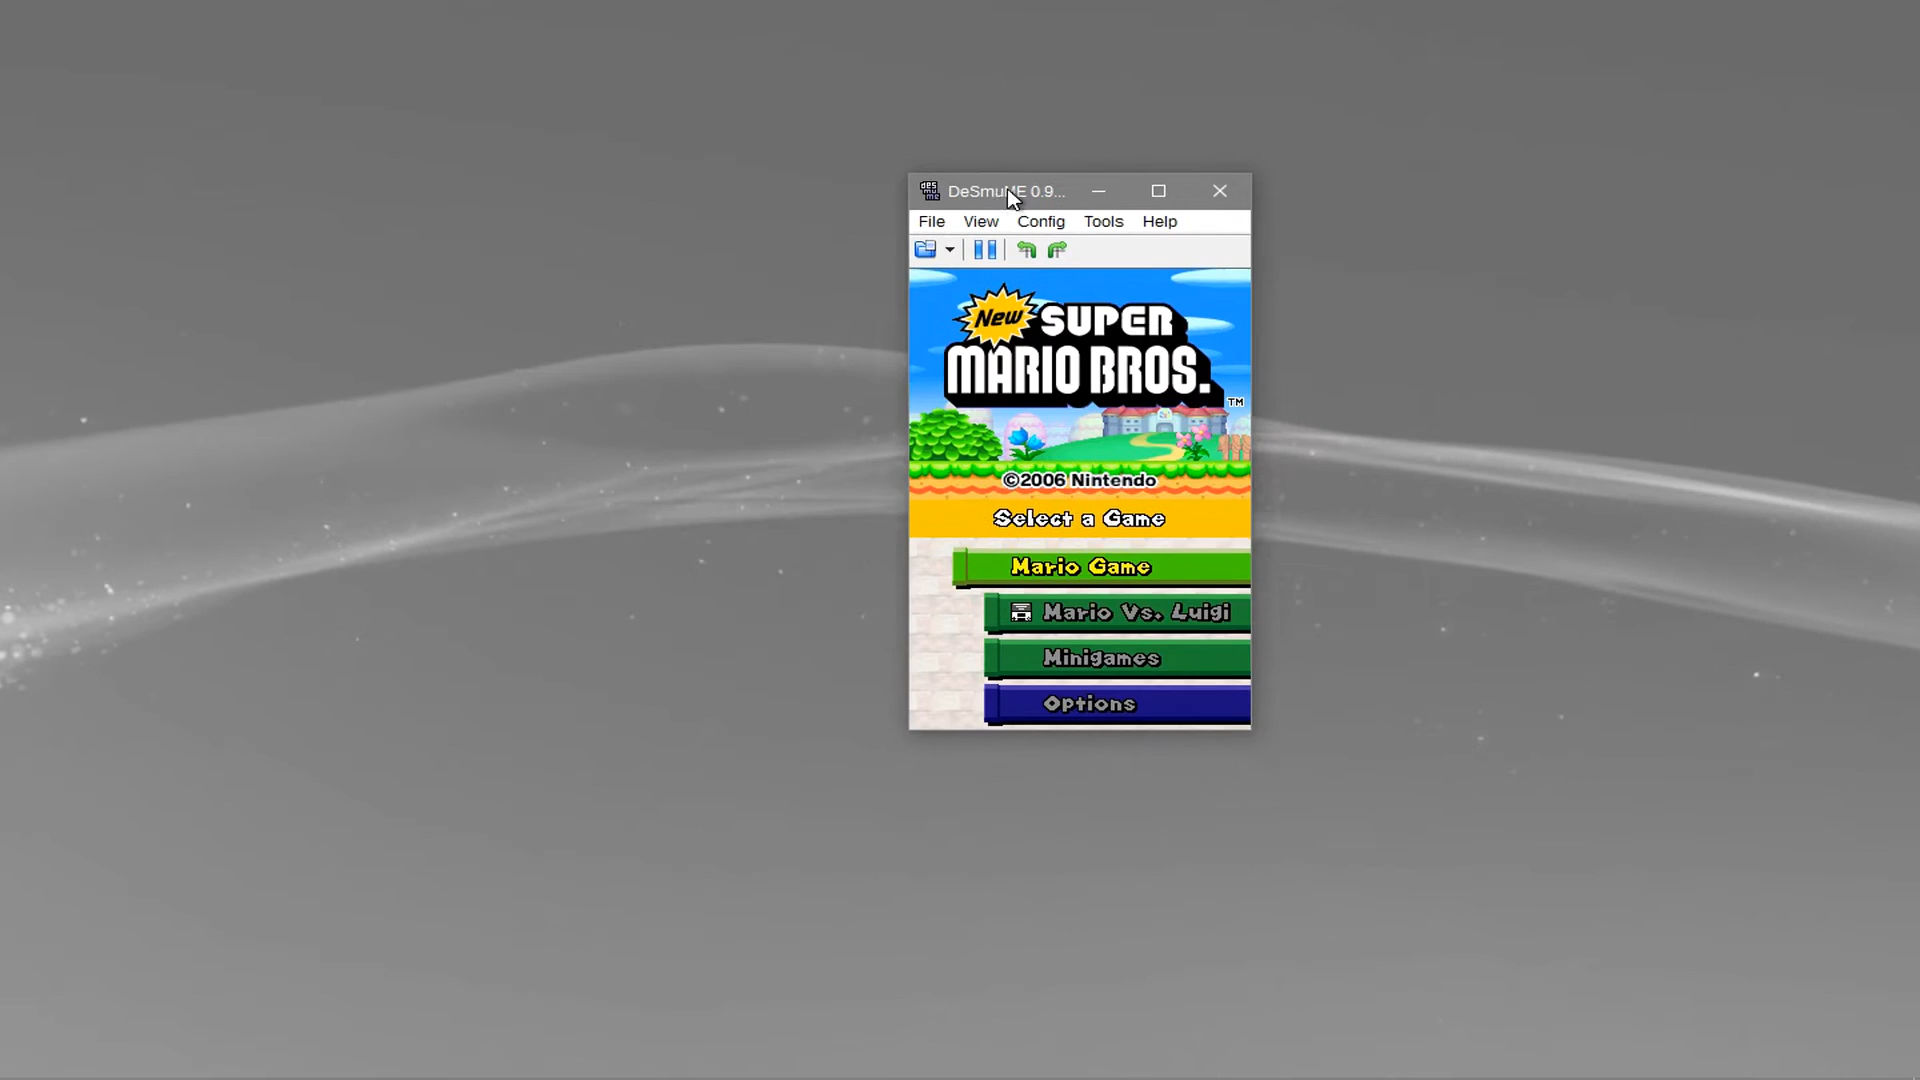 DeSmuME 0.9...
File View Config Tools Help
New SUPER
MARIO BROS.
TM
©2006 Nintendo
Select a Game
Mario Game
Mario Vs. Luigi
Minigames
Options